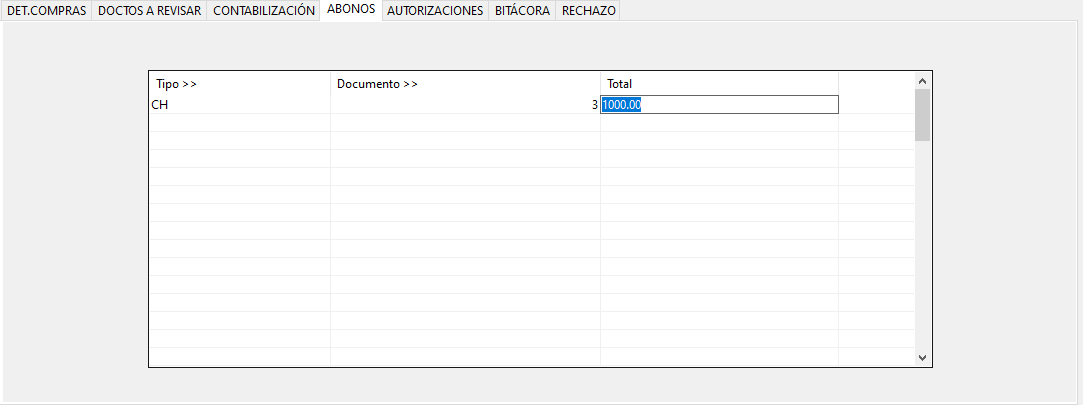 DET.COMPRAS DOCTOS A REVISAR CONTABILIZACIÓN ABONOS AUTORIZACIONES BITÁCORA RECHAZO
Tipo >> Documento >> Total
CH 3 1000.00